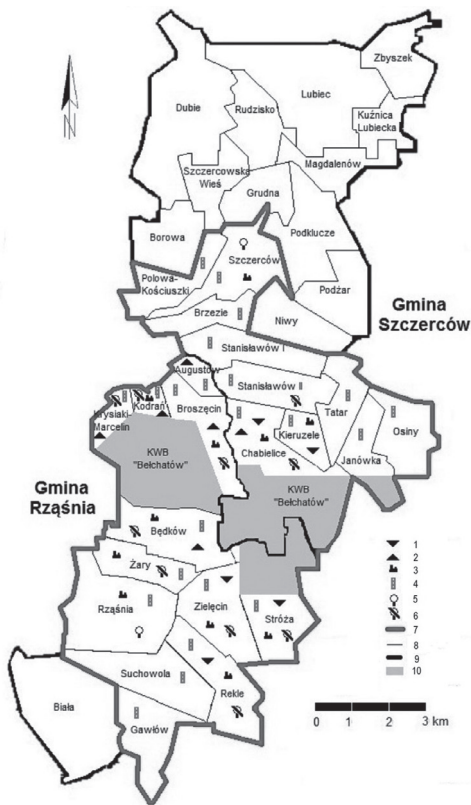 Zbyszek
Lubiec
Dubie
Rudzisko
Kuźnica
Lubiecka
Magdalenów
Szczercowska
Wieś
Grudna
Borowa
Podklucze
Szczerców
Polowa-
Kościuszki
Podżar
Gmina
Szczerców
Brzezie
Niwy
Stanisławów I
Augustów
Stanisławów II
Kodrań
Krysiaki-
Marcelin
Broszęcin
Tatar
Osiny
Kieruzele
Chabielice
Janówka
KWB
"Bełchatów"
KWB
"Bełchatów"
Gmina
Rząśnia
Będków
Żary
Rząśnia
Zielęcin
Stróża
Suchowola
Rekle
Biała
Gawłów
N
1
2
3
4
5
6
7
8
9
10
0 1 2 3 km